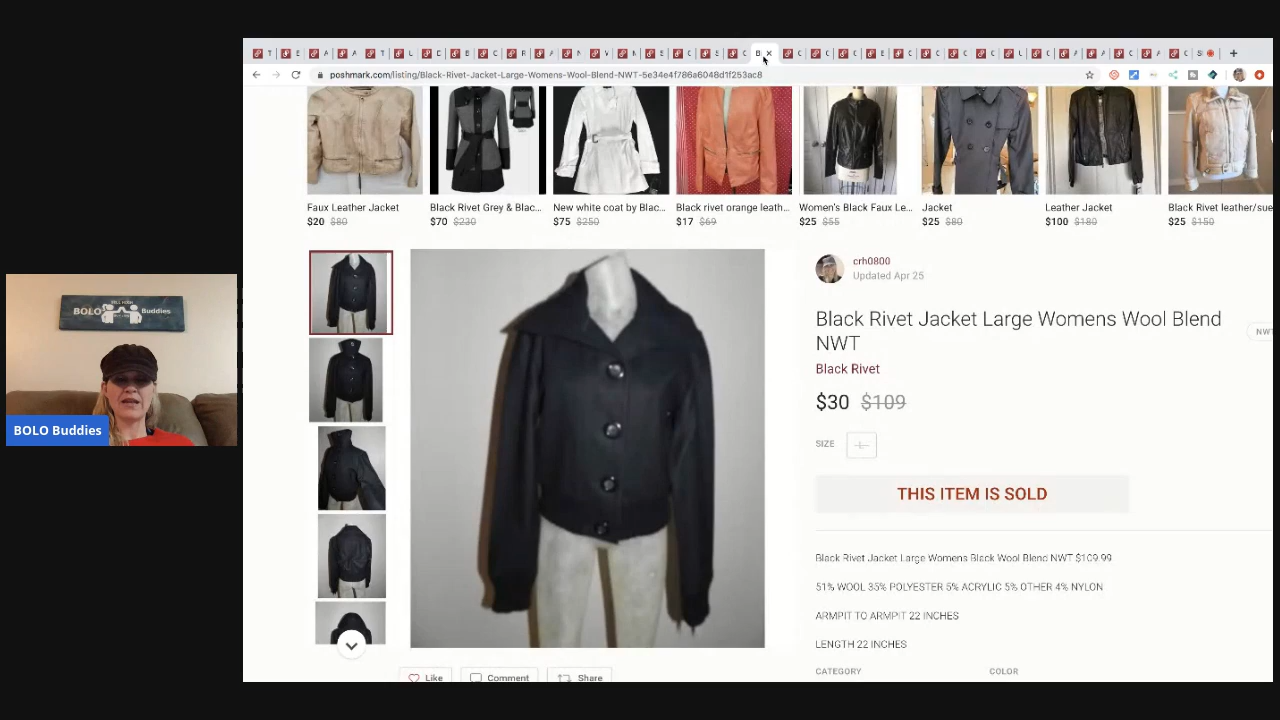 poshmark.com/listing/Black-Rivet-Jacket-Large-Womens-Wool-Blend-NWT-5e34e4f786a6048d1f253ac8
Faux Leather Jacket
$20 $80
Black Rivet Grey & Blac...
$70 $230
New white coat by Blac...
$75 $250
Black rivet orange leath...
$17 $69
Women's Black Faux Le...
$25 $55
Jacket
$25 $80
Leather Jacket
$100 $180
Black Rivet leather/sue
$25 $150
crh0800
Updated Apr 25
Black Rivet Jacket Large Womens Wool Blend
NWT
NWT
Black Rivet
$30 $109
SIZE L
THIS ITEM IS SOLD
Black Rivet Jacket Large Womens Black Wool Blend NWT $109.99
51% WOOL 35% POLYESTER 5% ACRYLIC 5% OTHER 4% NYLON
ARMPIT TO ARMPIT 22 INCHES
LENGTH 22 INCHES
CATEGORY COLOR
Like Comment Share
BOLO Buddies
BOLO Buddies